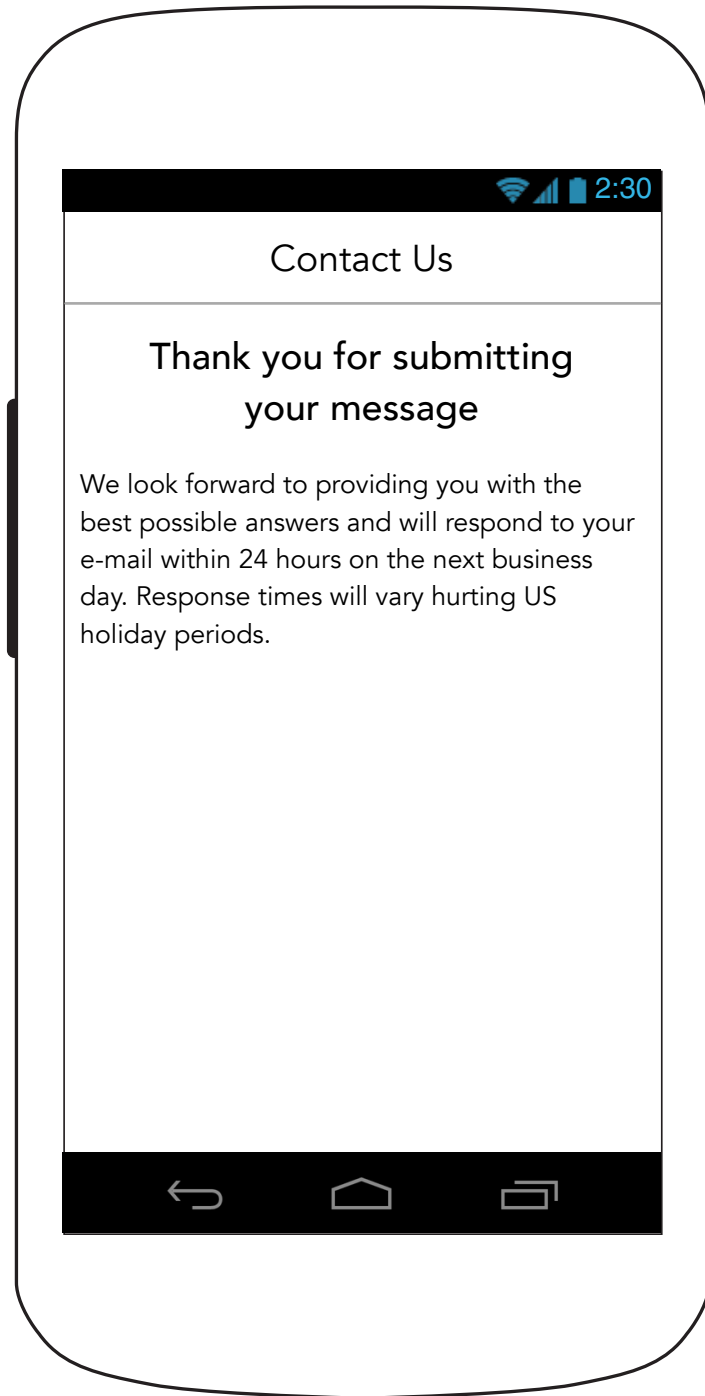 2:30
Contact Us
Thank you for submitting
your message
We look forward to providing you with the
best possible answers and will respond to your
e-mail within 24 hours on the next business
day. Response times will vary hurting US
holiday periods.